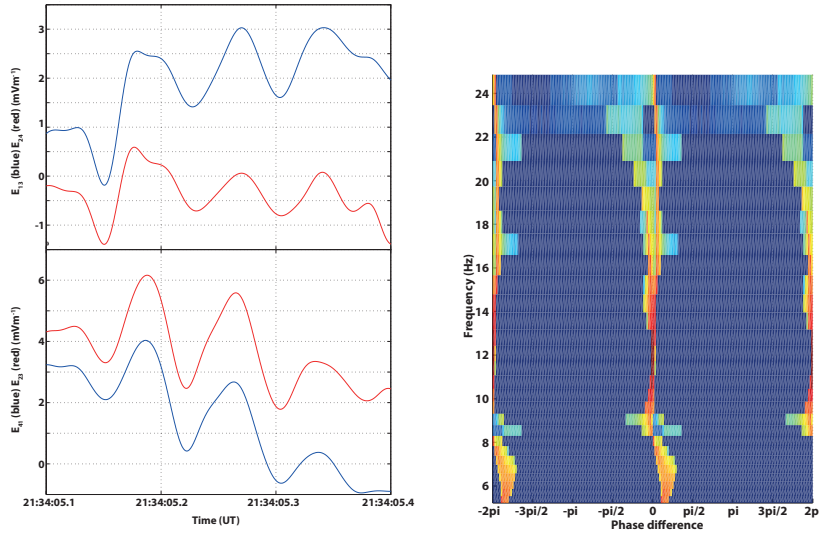 E13 (blue) E24 (red) (mVm⁻¹)
3
2
1
0
-1
E41 (blue) E23 (red) (mVm⁻¹)
6
4
2
0
21:34:05.1 21:34:05.2 21:34:05.3 21:34:05.4
Time (UT)
Frequency (Hz)
24
22
20
18
16
14
12
10
8
6
-2pi -3pi/2 -pi -pi/2 0 pi/2 pi 3pi/2 2p
Phase difference